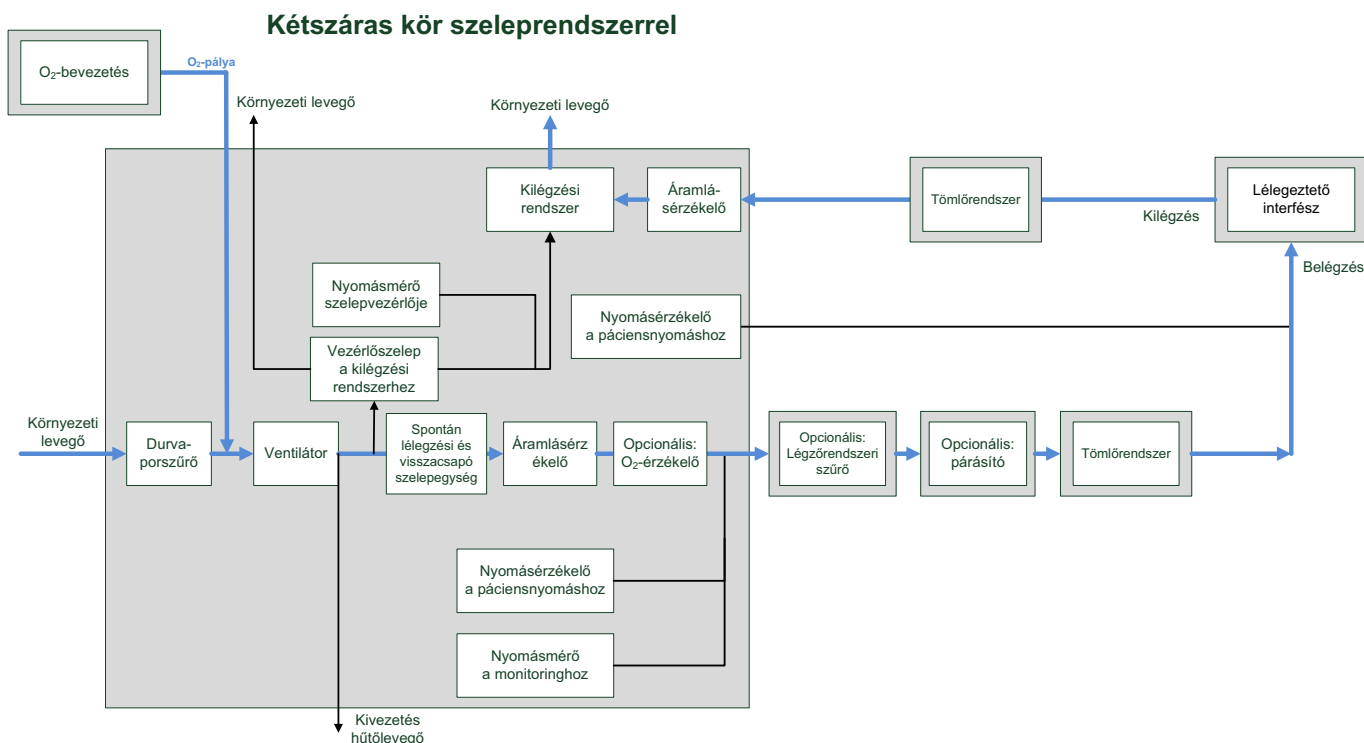 Kétszáras kör szeleprendszerrel
O₂-bevezetés
O₂-pálya
Környezeti levegő
Környezeti levegő
Kilégzési
rendszer
Áramlá-
sérzékelő
Tömlőrendszer
Kilégzés
Lélegeztető
interfész
Belégzés
Nyomásmérő
szelepvezérlője
Nyomásérzékelő
a páciensnyomáshoz
Vezérlőszelep
a kilégzési
rendszerhez
Környezeti
levegő
Durva-
porszűrő
Ventilátor
Spontán
lélegzési és
visszacsapó
szelepegység
Áramlásérz
ékelő
Opcionális:
O₂-érzékelő
Opcionális:
Légzőrendszeri
szűrő
Opcionális:
párásító
Tömlőrendszer
Nyomásérzékelő
a páciensnyomáshoz
Nyomásmérő
a monitoringhoz
Kivezetés
hűtőlevegő